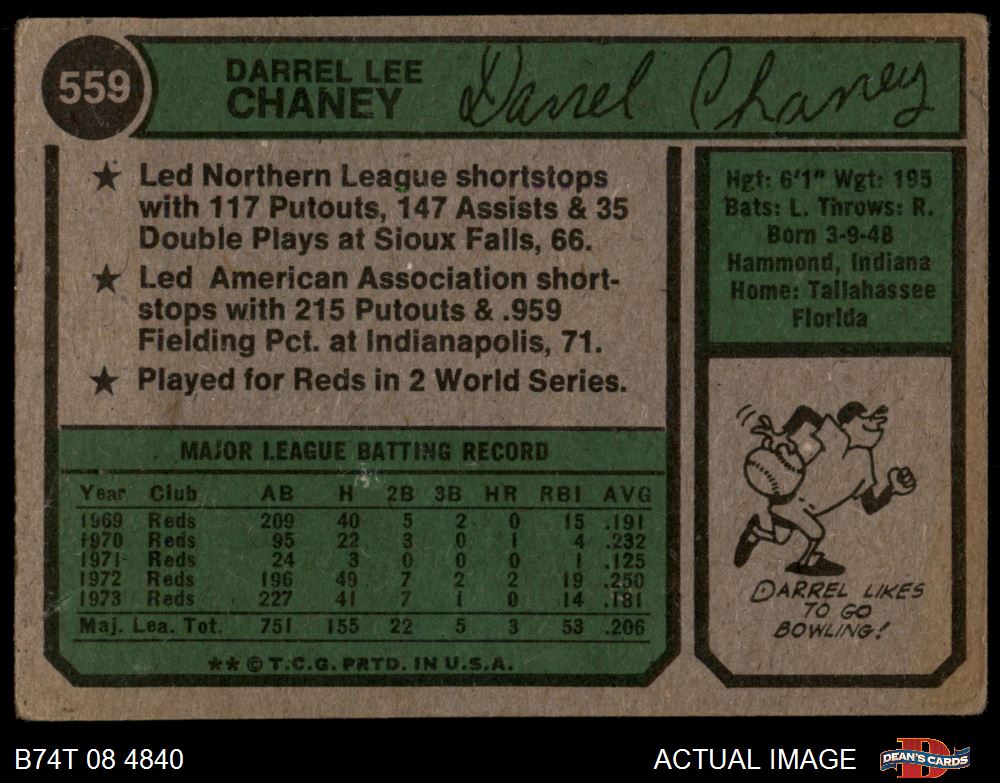 559
DARREL LEE
CHANEY
Darrel Chaney
★ Led Northern League shortstops
with 117 Putouts, 147 Assists & 35
Double Plays at Sioux Falls, 66.
★ Led American Association short-
stops with 215 Putouts & .959
Fielding Pct. at Indianapolis, 71.
★ Played for Reds in 2 World Series.
Hgt: 6'1" Wgt: 195
Bats: L. Throws: R.
Born 3-9-48
Hammond, Indiana
Home: Tallahassee
Florida
MAJOR LEAGUE BATTING RECORD
Year Club AB H 2B 3B HR RBI AVG
1969 Reds 209 40 5 2 0 15 .191
1970 Reds 95 22 3 0 1 4 .232
1971 Reds 24 3 0 0 0 1 .125
1972 Reds 196 49 7 2 2 19 .250
1973 Reds 227 41 7 1 0 14 .181
Maj. Lea. Tot. 751 155 22 5 3 53 .206
** © T.C.G. PRTD. IN U.S.A.
DARREL LIKES
TO GO
BOWLING!
B74T 08 4840
ACTUAL IMAGE
DEAN'S CARDS